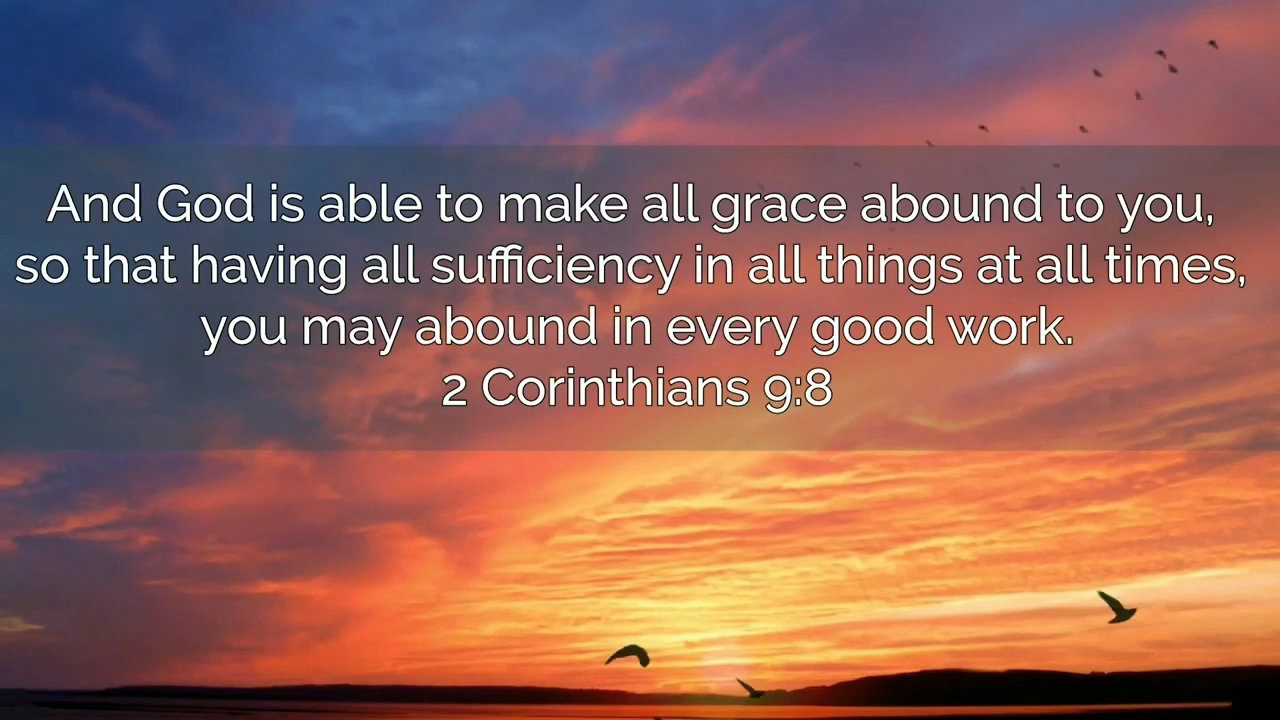 And God is able to make all grace abound to you,
so that having all sufficiency in all things at all times,
you may abound in every good work.
2 Corinthians 9:8